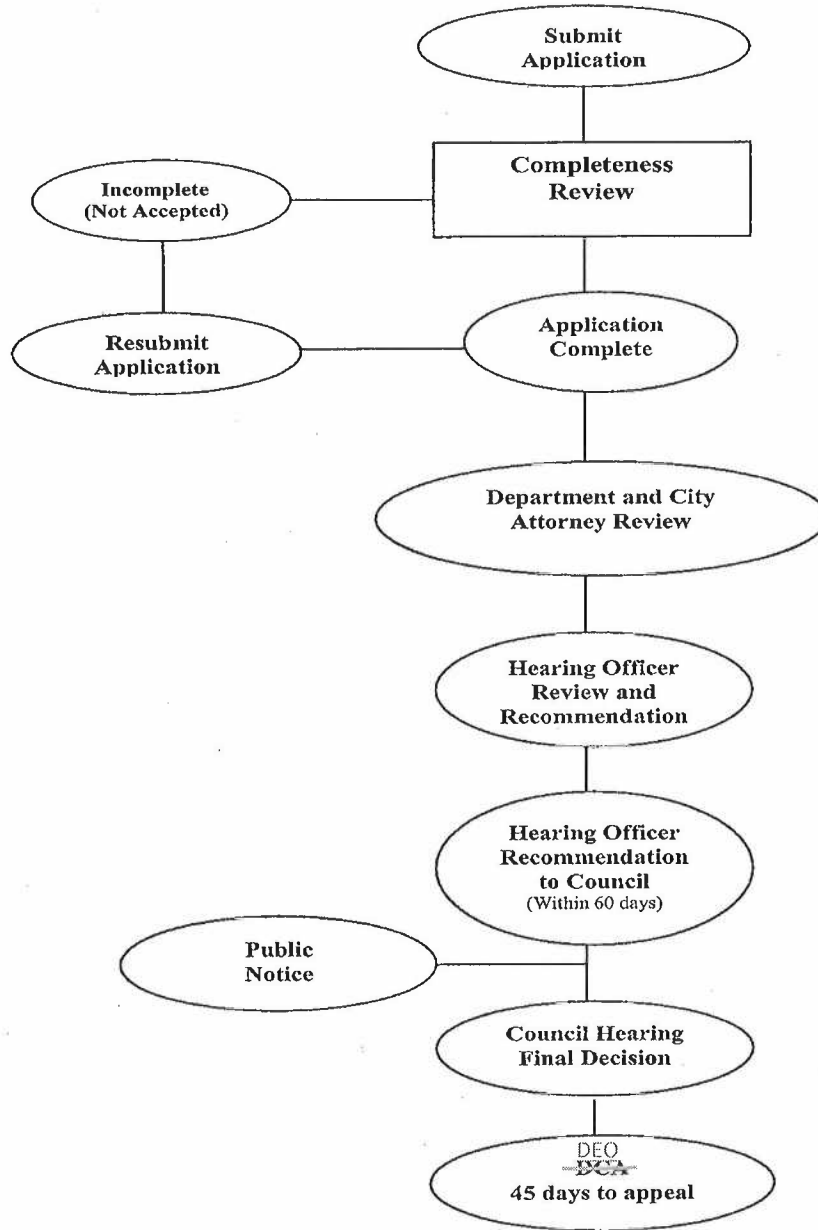 Submit
Application
Completeness
Review
Incomplete
(Not Accepted)
Application
Complete
Resubmit
Application
Department and City
Attorney Review
Hearing Officer
Review and
Recommendation
Hearing Officer
Recommendation
to Council
(Within 60 days)
Public
Notice
Council Hearing
Final Decision
DEO
DCA
45 days to appeal